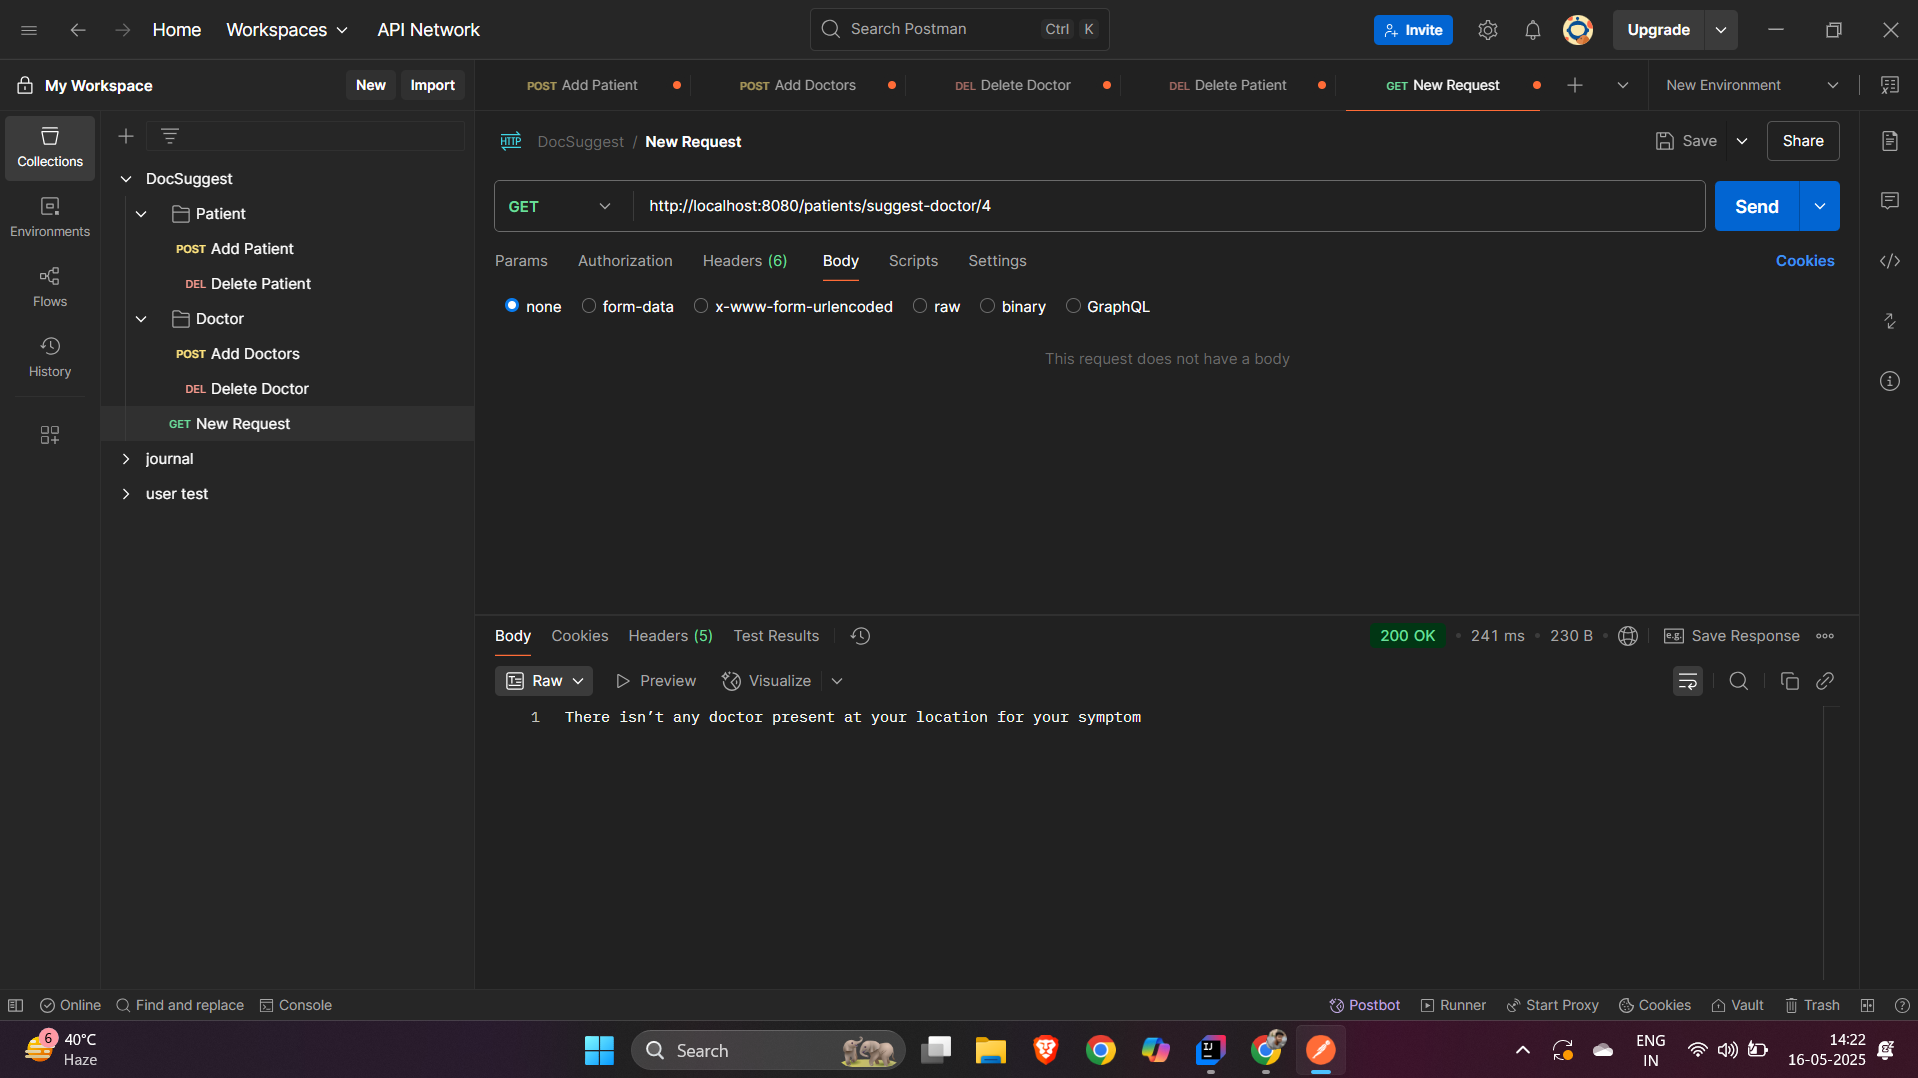 Home
Workspaces
API Network
Search Postman
Ctrl K
Invite
Upgrade
My Workspace
New
Import
POST Add Patient
POST Add Doctors
DEL Delete Doctor
DEL Delete Patient
GET New Request
New Environment
Collections
Environments
Flows
History
DocSuggest
Patient
POST Add Patient
DEL Delete Patient
Doctor
POST Add Doctors
DEL Delete Doctor
GET New Request
journal
user test
HTTP DocSuggest / New Request
Save
Share
GET
http://localhost:8080/patients/suggest-doctor/4
Send
Params
Authorization
Headers (6)
Body
Scripts
Settings
Cookies
none
form-data
x-www-form-urlencoded
raw
binary
GraphQL
This request does not have a body
Body
Cookies
Headers (5)
Test Results
200 OK
241 ms
230 B
e.g. Save Response
Raw
Preview
Visualize
1 There isn’t any doctor present at your location for your symptom
Online
Find and replace
Console
Postbot
Runner
Start Proxy
Cookies
Vault
Trash
6
40°C
Haze
Search
IJ
ENG
IN
14:22
16-05-2025